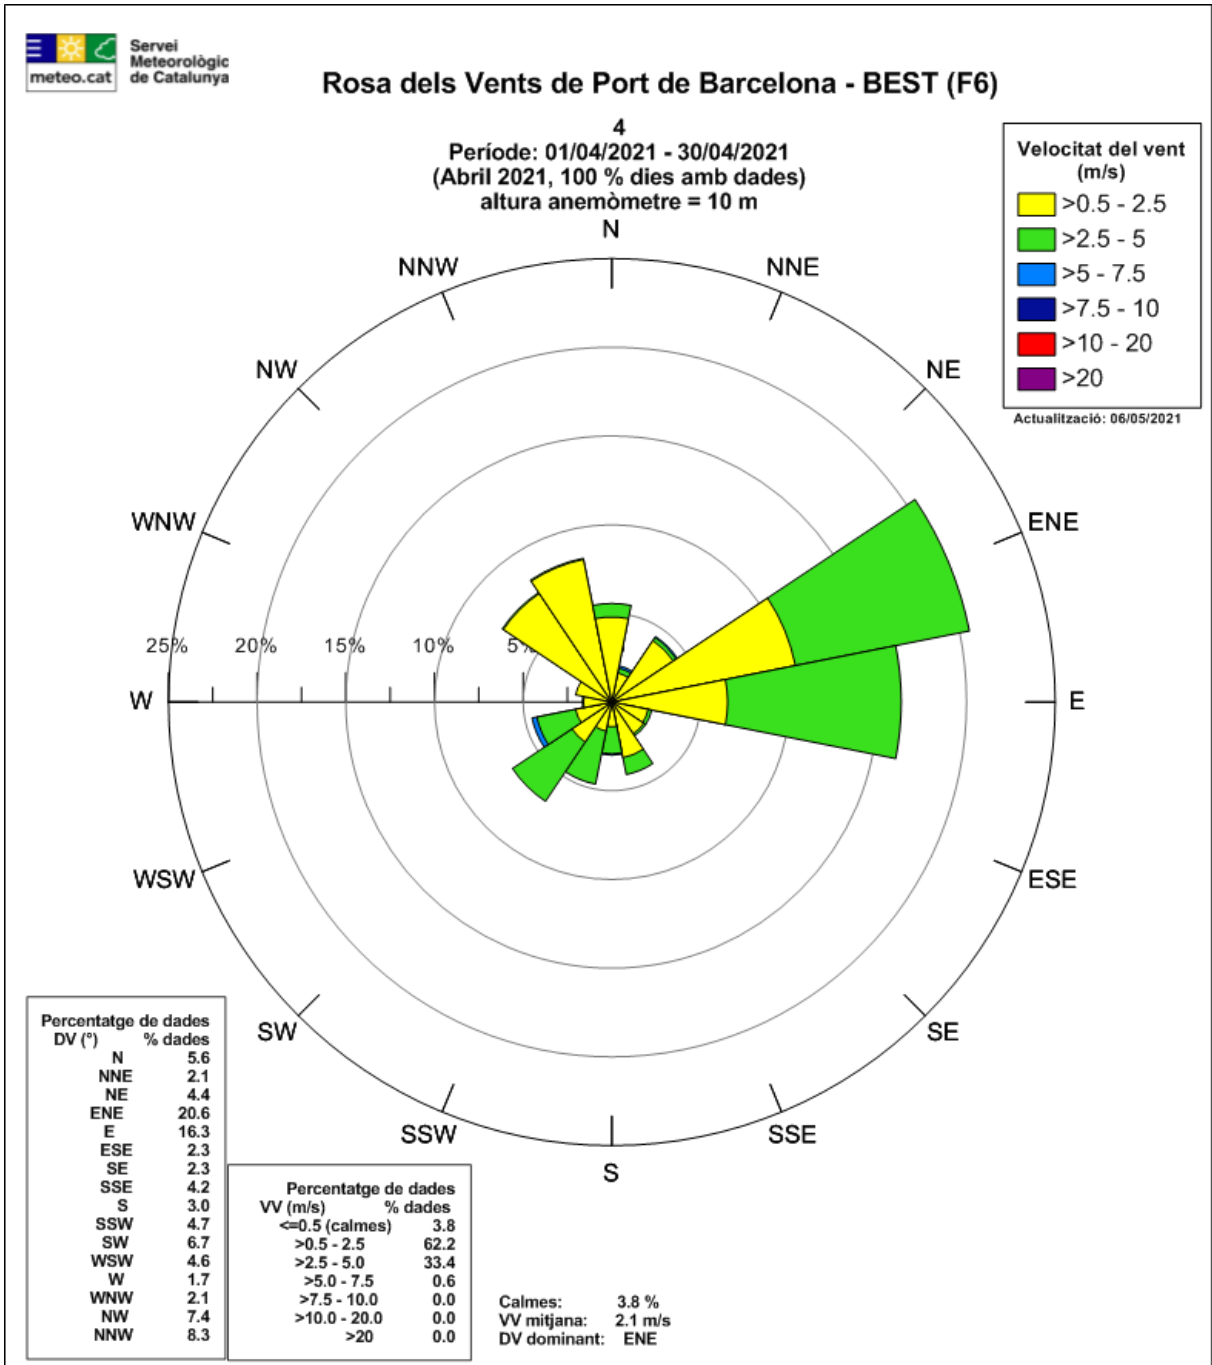 Servei
Meteorològic
de Catalunya
meteo.cat
Rosa dels Vents de Port de Barcelona - BEST (F6)
4
Període: 01/04/2021 - 30/04/2021
(Abril 2021, 100 % dies amb dades)
altura anemòmetre = 10 m
Velocitat del vent
(m/s)
>0.5 - 2.5
>2.5 - 5
>5 - 7.5
>7.5 - 10
>10 - 20
>20
Actualització: 06/05/2021
N
NNW
NNE
NW
NE
WNW
ENE
25% 20% 15% 10% 5%
W
E
WSW
ESE
SW
SE
SSW
SSE
S
Percentatge de dades
DV (°) % dades
N 5.6
NNE 2.1
NE 4.4
ENE 20.6
E 16.3
ESE 2.3
SE 2.3
SSE 4.2
S 3.0
SSW 4.7
SW 6.7
WSW 4.6
W 1.7
WNW 2.1
NW 7.4
NNW 8.3
Percentatge de dades
VV (m/s) % dades
<=0.5 (calmes) 3.8
>0.5 - 2.5 62.2
>2.5 - 5.0 33.4
>5.0 - 7.5 0.6
>7.5 - 10.0 0.0
>10.0 - 20.0 0.0
>20 0.0
Calmes: 3.8 %
VV mitjana: 2.1 m/s
DV dominant: ENE